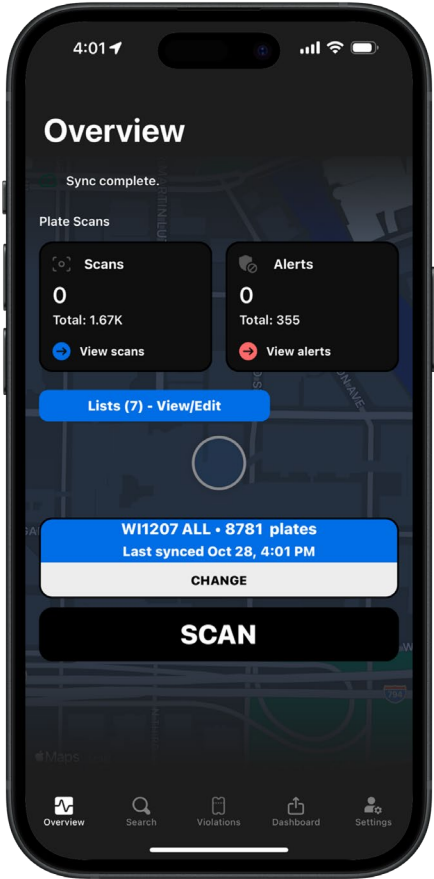 4:01
Overview
Sync complete.
Plate Scans
Scans
0
Total: 1.67K
View scans
Alerts
0
Total: 355
View alerts
Lists (7) - View/Edit
WI1207 ALL • 8781 plates
Last synced Oct 28, 4:01 PM
CHANGE
SCAN
Maps
Overview
Search
Violations
Dashboard
Settings